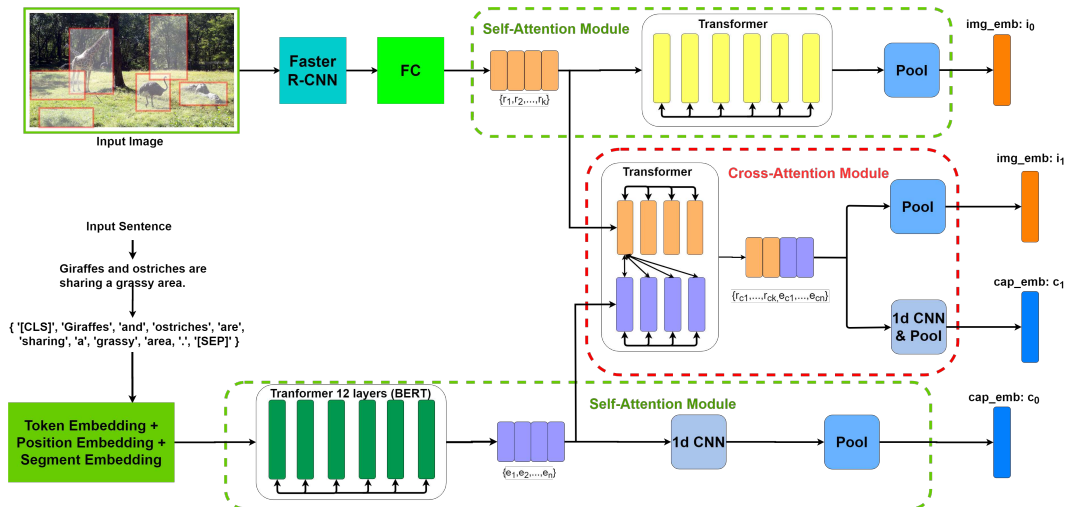 Input Image
Faster
R-CNN
FC
Self-Attention Module
{r1,r2,...,rk}
Transformer
Pool
img_emb: i0
Transformer
Cross-Attention Module
{rc1,...,rck,ec1,...,ecn}
Pool
img_emb: i1
1d CNN
& Pool
cap_emb: c1
Input Sentence
Giraffes and ostriches are
sharing a grassy area.
{ '[CLS]', 'Giraffes', 'and', 'ostriches', 'are',
'sharing', 'a', 'grassy', 'area, '.', '[SEP]' }
Token Embedding +
Position Embedding +
Segment Embedding
Tranformer 12 layers (BERT)
{e1,e2,...,en}
Self-Attention Module
1d CNN
Pool
cap_emb: c0